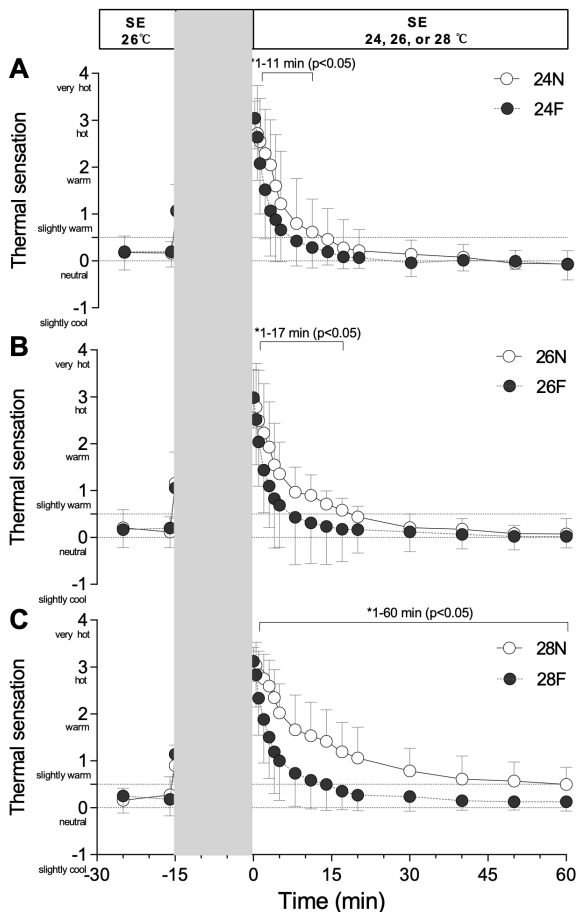 SE
26℃
SE
24, 26, or 28 ℃
A
*1-11 min (p<0.05)
4
very hot
3
hot
2
warm
1
slightly warm
0
neutral
-1
slightly cool
Thermal sensation
24N
24F
B
*1-17 min (p<0.05)
4
very hot
3
hot
2
warm
1
slightly warm
0
neutral
-1
slightly cool
Thermal sensation
26N
26F
C
*1-60 min (p<0.05)
4
very hot
3
hot
2
warm
1
slightly warm
0
neutral
-1
slightly cool
Thermal sensation
28N
28F
-30 -15 0 15 30 45 60
Time (min)